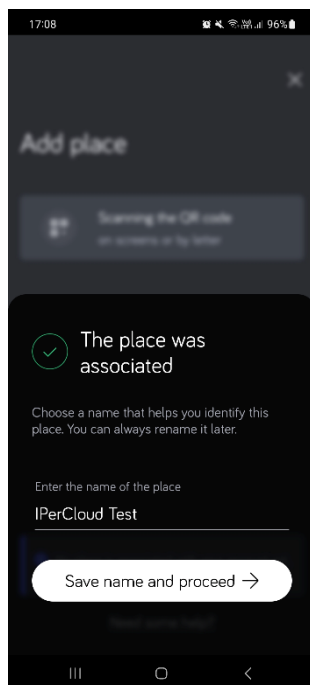 17:08
96%
Add place
Scanning the QR code
on screens or by letter
The place was
associated
Choose a name that helps you identify this
place. You can always rename it later.
Enter the name of the place
IPerCloud Test
Save name and proceed →
Need some help?